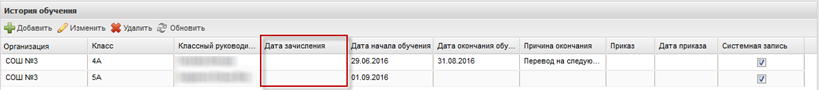 История обучения
Добавить Изменить Удалить Обновить
Организация Класс Классный руководи... Дата зачисления Дата начала обучения Дата окончания обу... Причина окончания Приказ Дата приказа Системная запись
СОШ №3 4А 29.06.2016 31.08.2016 Перевод на следую...
СОШ №3 5А 01.09.2016